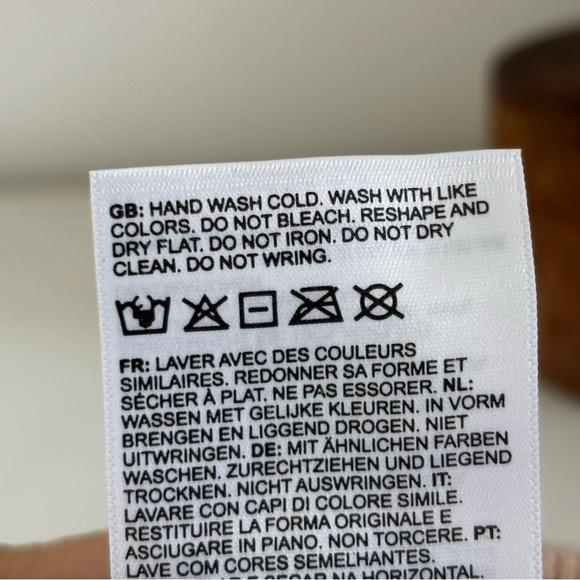 GB: HAND WASH COLD. WASH WITH LIKE
COLORS. DO NOT BLEACH. RESHAPE AND
DRY FLAT. DO NOT IRON. DO NOT DRY
CLEAN. DO NOT WRING.
FR: LAVER AVEC DES COULEURS
SIMILAIRES. REDONNER SA FORME ET
SÉCHER À PLAT. NE PAS ESSORER. NL:
WASSEN MET GELIJKE KLEUREN. IN VORM
BRENGEN EN LIGGEND DROGEN. NIET
UITWRINGEN. DE: MIT ÄHNLICHEN FARBEN
WASCHEN. ZURECHTZIEHEN UND LIEGEND
TROCKNEN. NICHT AUSWRINGEN. IT:
LAVARE CON CAPI DI COLORE SIMILE.
RESTITUIRE LA FORMA ORIGINALE E
ASCIUGARE IN PIANO. NON TORCERE. PT:
LAVE COM CORES SEMELHANTES.
E SECAR NA HORIZONTAL.